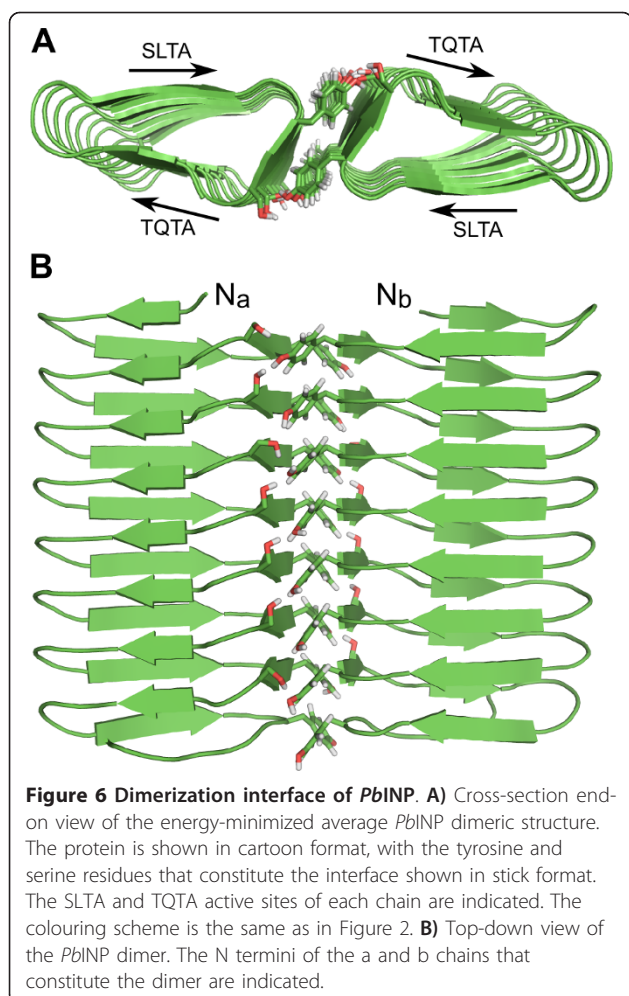 A
SLTA
TQTA
TQTA
SLTA
B
Na
Nb
Figure 6 Dimerization interface of PbINP. A) Cross-section end-
on view of the energy-minimized average PbINP dimeric structure.
The protein is shown in cartoon format, with the tyrosine and
serine residues that constitute the interface shown in stick format.
The SLTA and TQTA active sites of each chain are indicated. The
colouring scheme is the same as in Figure 2. B) Top-down view of
the PbINP dimer. The N termini of the a and b chains that
constitute the dimer are indicated.